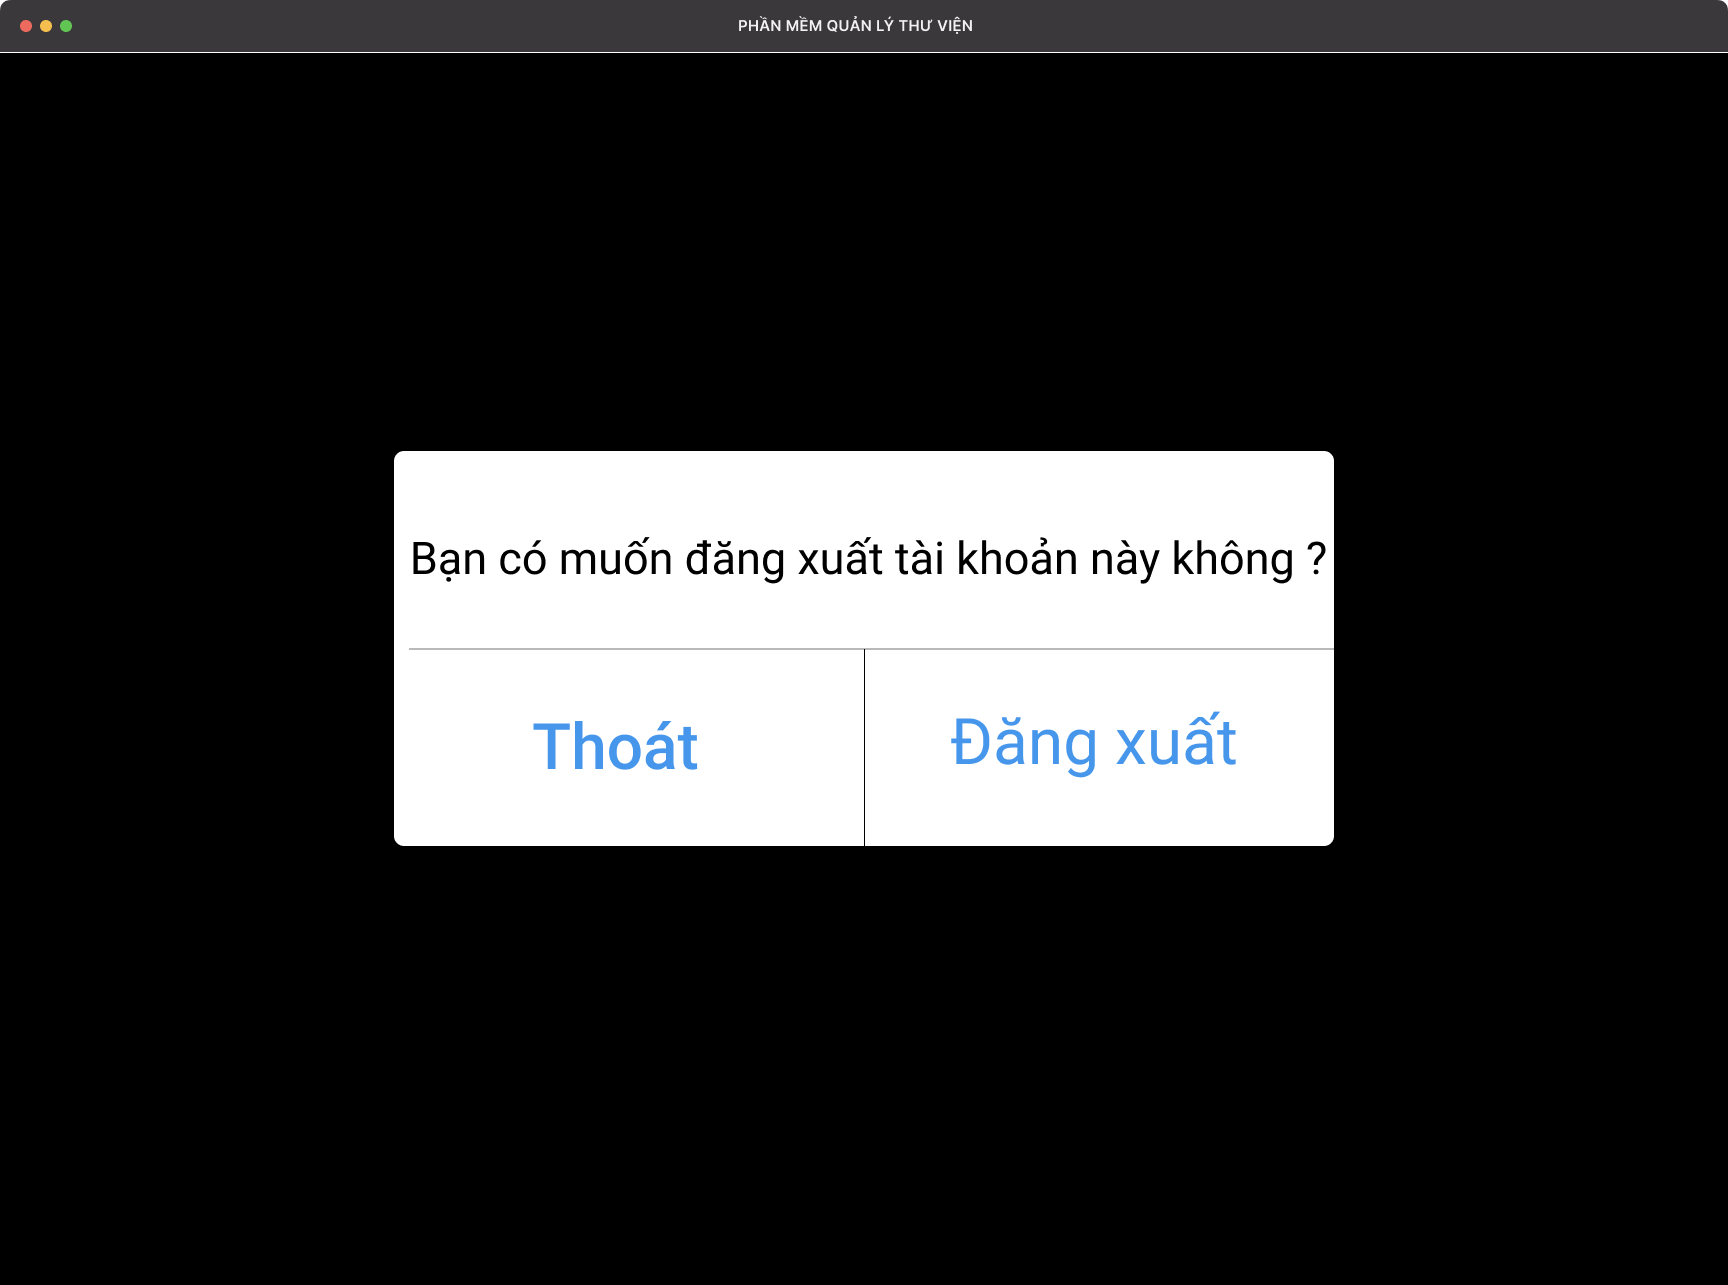 PHẦN MỀM QUẢN LÝ THƯ VIỆN
Bạn có muốn đăng xuất tài khoản này không ?
Thoát
Đăng xuất